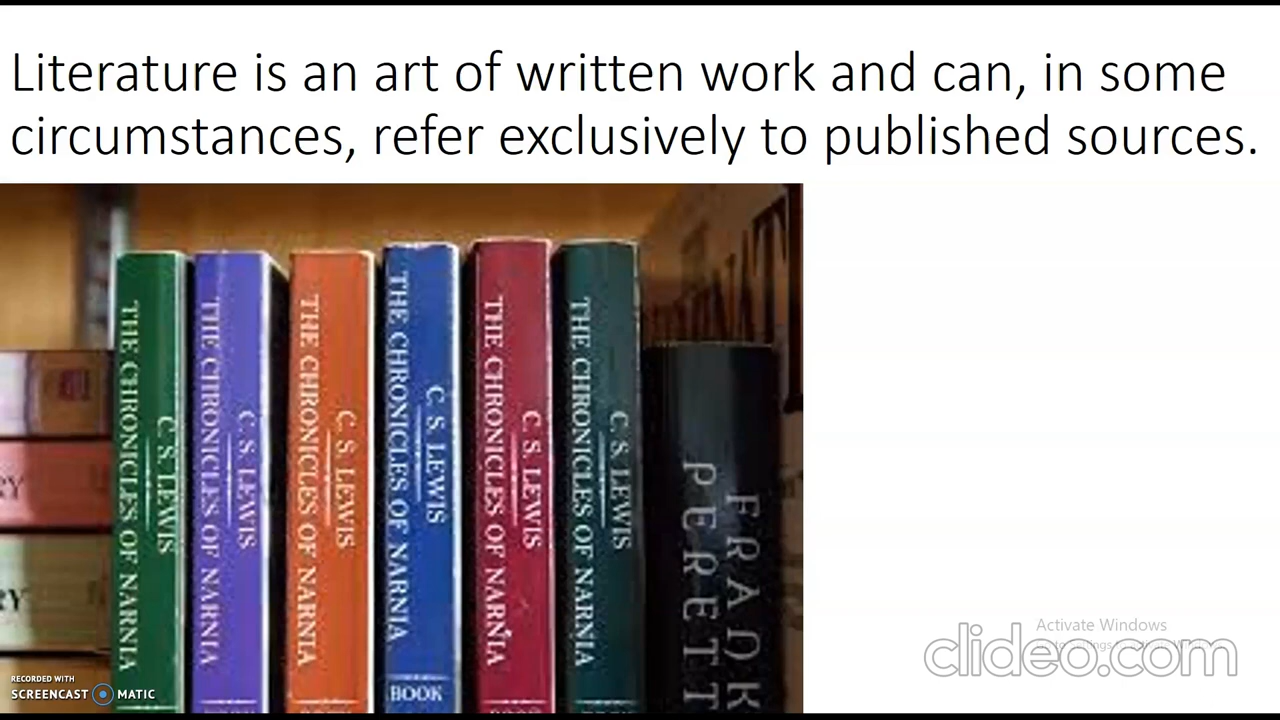 Literature is an art of written work and can, in some
circumstances, refer exclusively to published sources.
THE CHRONICLES OF NARNIA
C. S. LEWIS
THE CHRONICLES OF NARNIA
C. S. LEWIS
THE CHRONICLES OF NARNIA
C. S. LEWIS
THE CHRONICLES OF NARNIA
C. S. LEWIS
BOOK
THE CHRONICLES OF NARNIA
C. S. LEWIS
THE CHRONICLES OF NARNIA
C. S. LEWIS
FRANK
PERETT
RY
RY
Activate Windows
clideo.com
RECORDED WITH
SCREENCAST MATIC